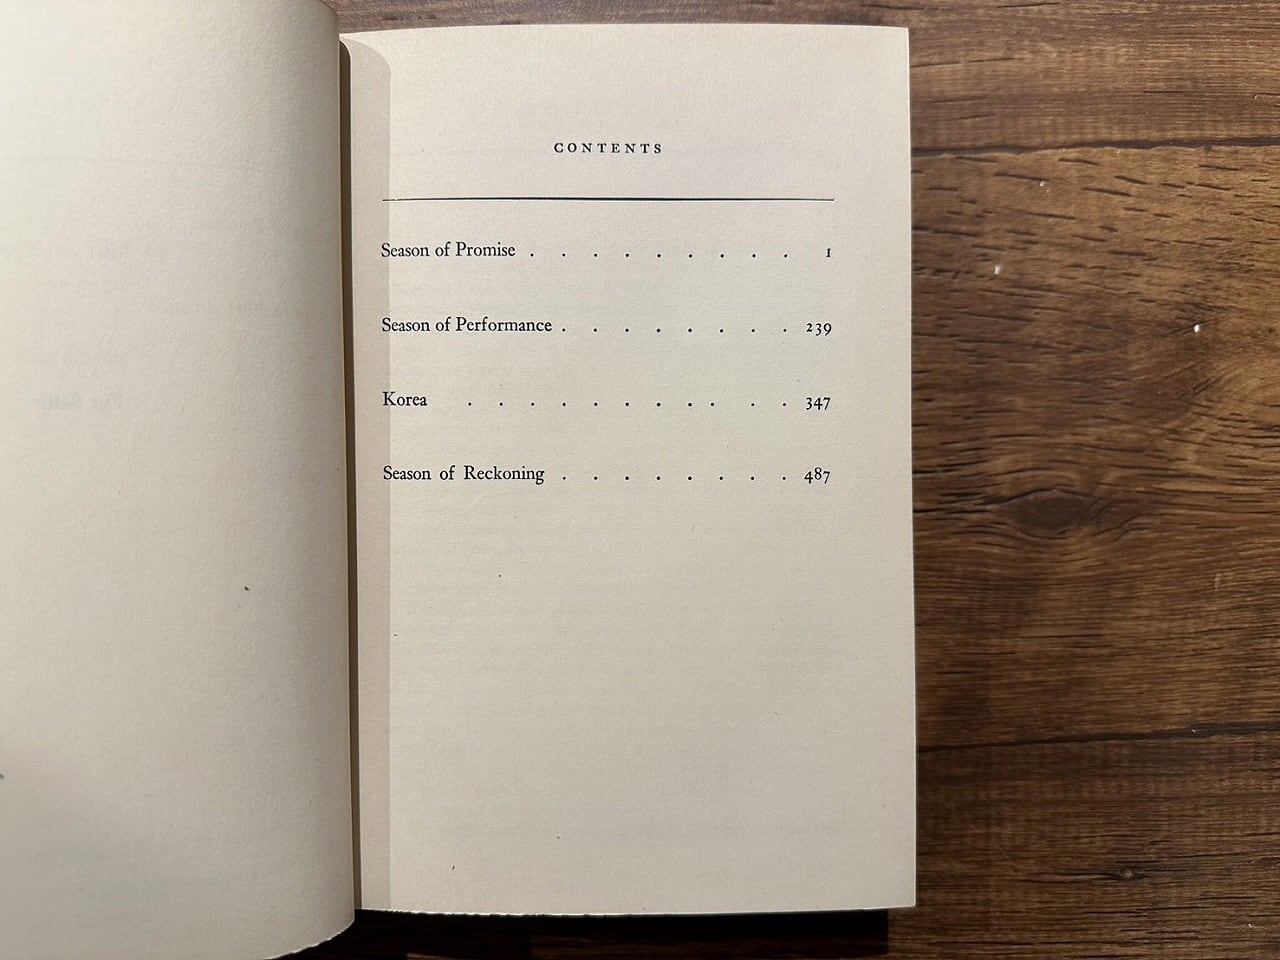 CONTENTS
Season of Promise . . . . . . . . . 1
Season of Performance . . . . . . . . 239
Korea . . . . . . . . . . . 347
Season of Reckoning . . . . . . . . 487